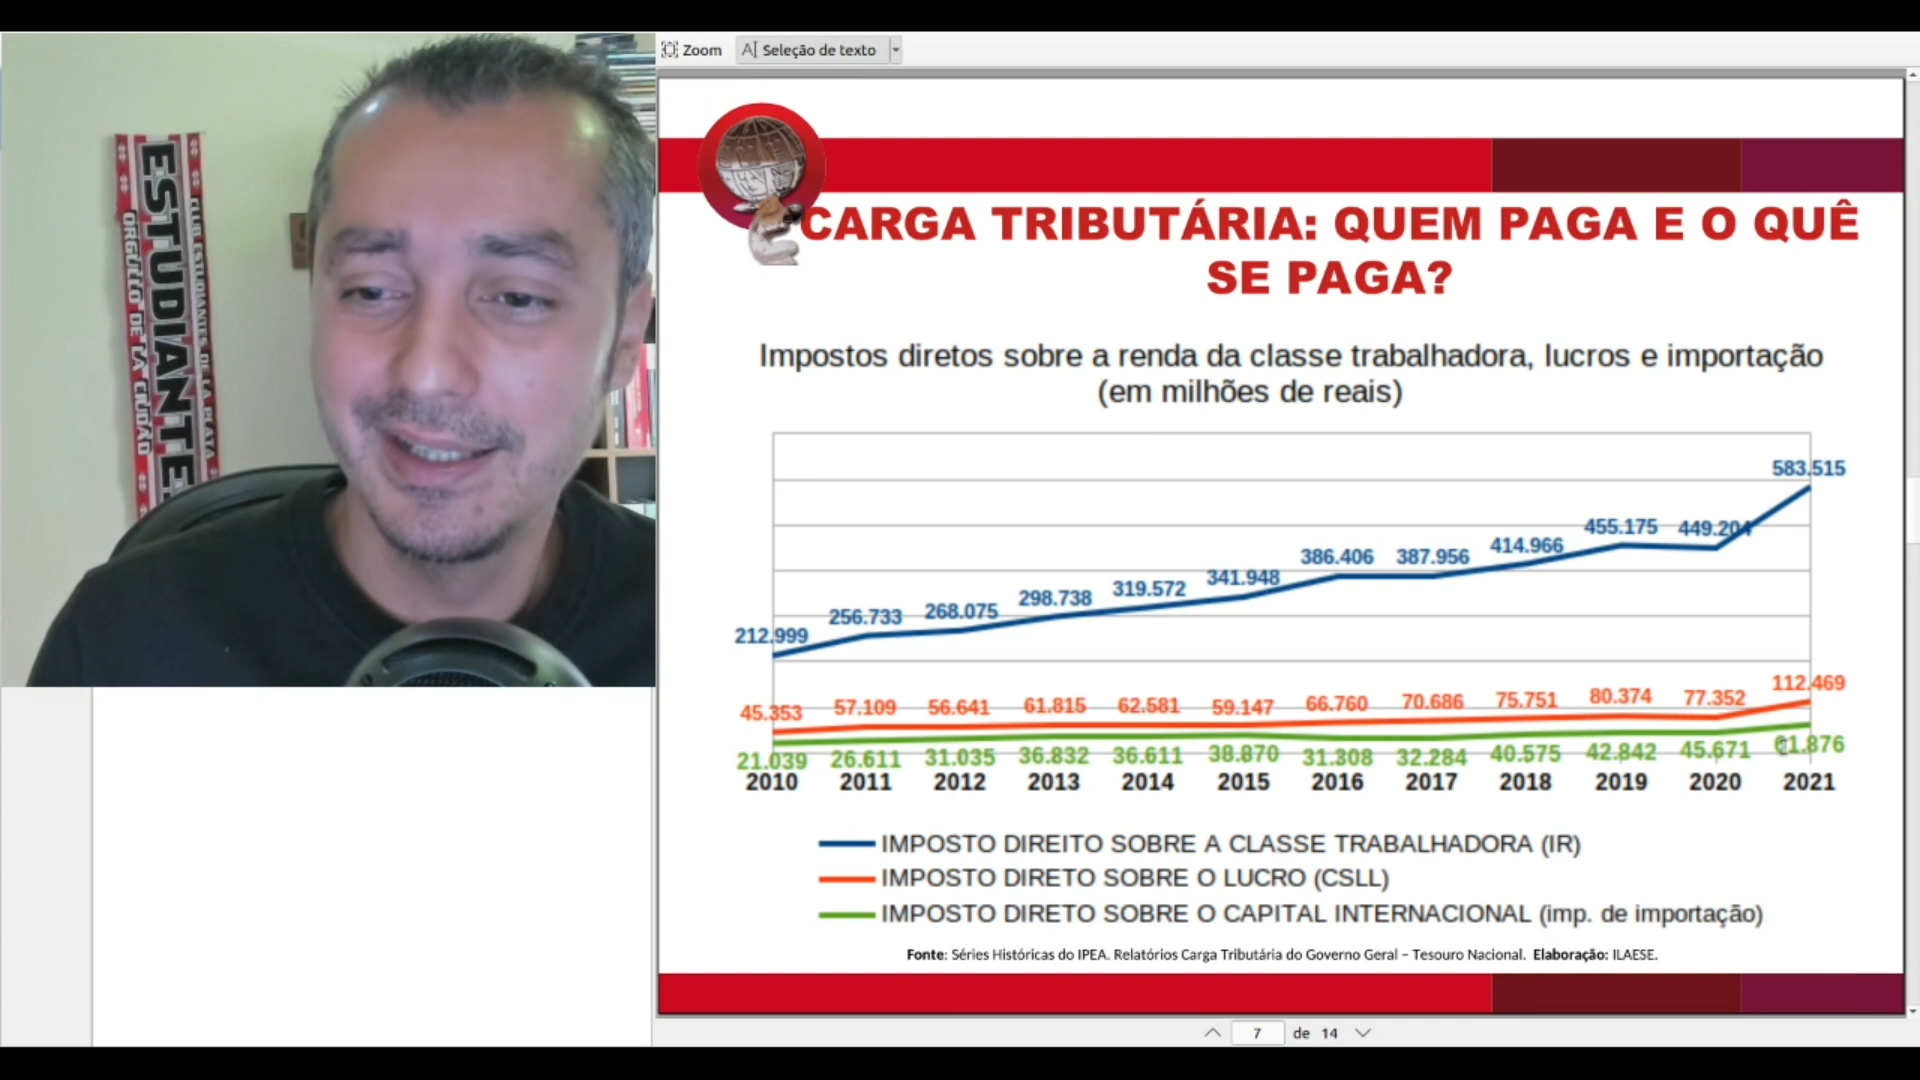 Zoom
Seleção de texto
ESTUDIANTE
ORGULLO DE LA CIUDAD
CLUB ESTUDIANTES DE LA PLATA
CARGA TRIBUTÁRIA: QUEM PAGA E O QUÊ
SE PAGA?
Impostos diretos sobre a renda da classe trabalhadora, lucros e importação
(em milhões de reais)
212.999 256.733 268.075 298.738 319.572 341.948 386.406 387.956 414.966 455.175 449.204 583.515
45.353 57.109 56.641 61.815 62.581 59.147 66.760 70.686 75.751 80.374 77.352 112.469
21.039 26.611 31.035 36.832 36.611 38.870 31.308 32.284 40.575 42.842 45.671 61.876
2010 2011 2012 2013 2014 2015 2016 2017 2018 2019 2020 2021
IMPOSTO DIREITO SOBRE A CLASSE TRABALHADORA (IR)
IMPOSTO DIRETO SOBRE O LUCRO (CSLL)
IMPOSTO DIRETO SOBRE O CAPITAL INTERNACIONAL (imp. de importação)
Fonte: Séries Históricas do IPEA. Relatórios Carga Tributária do Governo Geral – Tesouro Nacional. Elaboração: ILAESE.
7 de 14